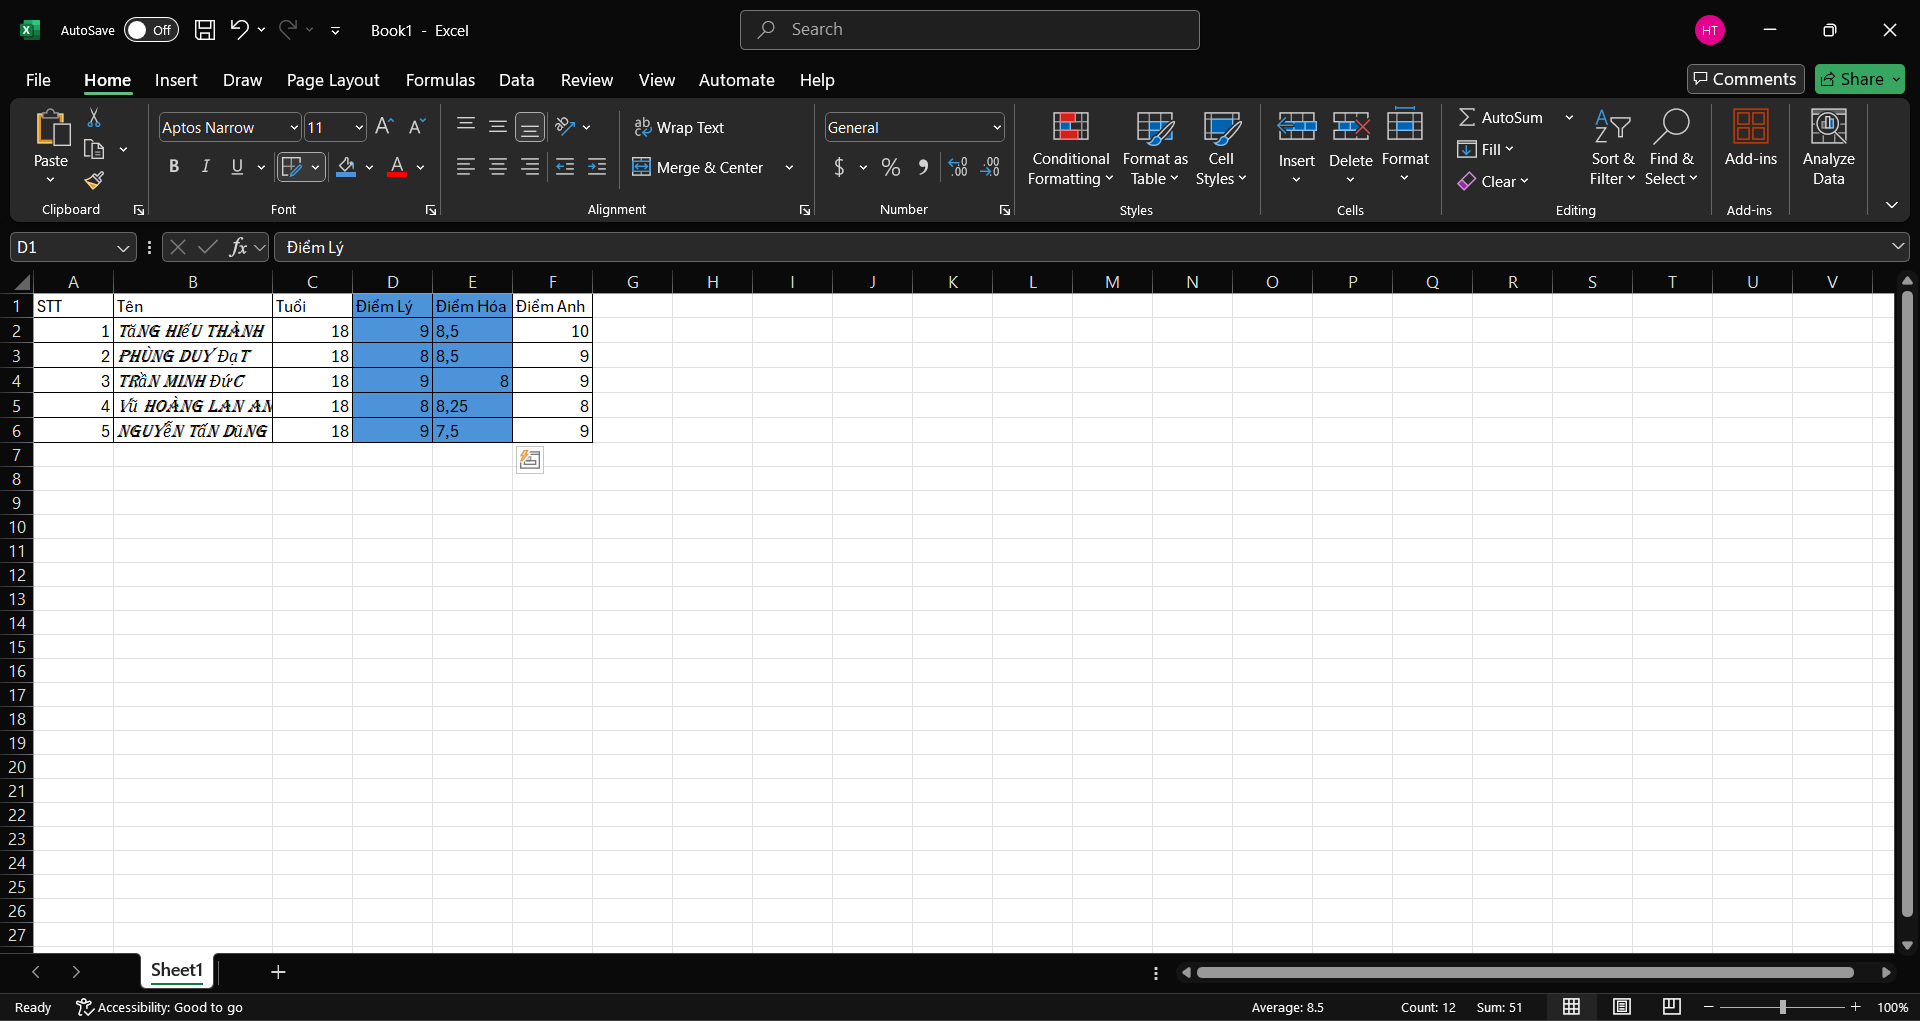 AutoSave Off Book1 - Excel Search HT
File Home Insert Draw Page Layout Formulas Data Review View Automate Help Comments Share
Paste
Clipboard
Aptos Narrow 11
B I U A
Font
Wrap Text
Merge & Center
Alignment
General
$ % 9 .00 .00
Number
Conditional Formatting
Format as Table
Cell Styles
Styles
Insert
Delete
Format
Cells
AutoSum
Fill
Clear
Sort & Filter
Find & Select
Editing
Add-ins
Add-ins
Analyze Data
D1 fx Điểm Lý
A B C D E F G H I J K L M N O P Q R S T U V
1 STT Tên Tuổi Điểm Lý Điểm Hóa Điểm Anh
2 1 TăNG HIếU THÀNH 18 9 8,5 10
3 2 PHÙNG DUY ĐạT 18 8 8,5 9
4 3 TRầN MINH ĐứC 18 9 8 9
5 4 Vũ HOÀNG LAN AN 18 8 8,25 8
6 5 NGUYễN TấN DũNG 18 9 7,5 9
7
8
9
10
11
12
13
14
15
16
17
18
19
20
21
22
23
24
25
26
27
Sheet1
Ready Accessibility: Good to go Average: 8.5 Count: 12 Sum: 51 100%